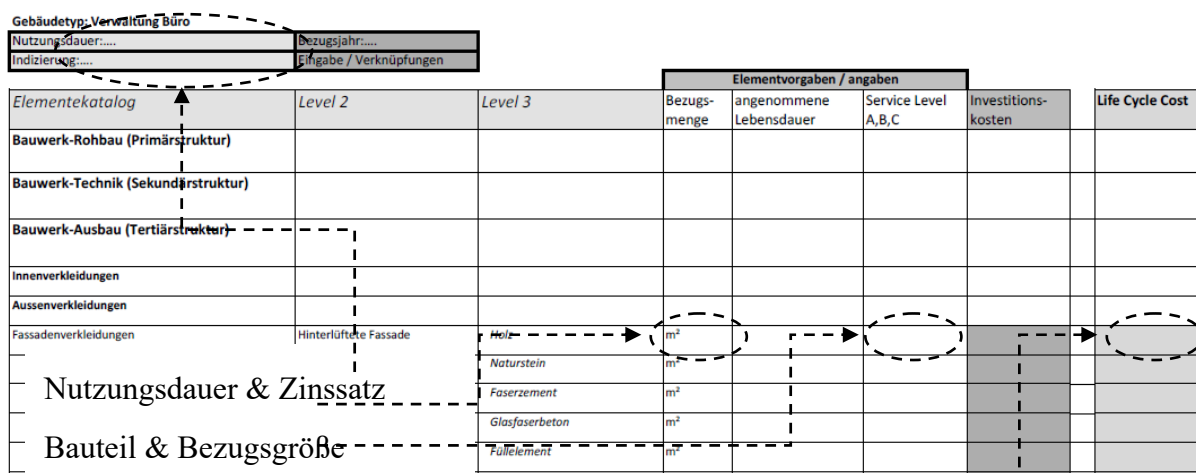 Gebäudetyp: Verwaltung Büro
Nutzungsdauer:.... Bezugsjahr:....
Indizierung:.... Eingabe / Verknüpfungen
Elementvorgaben / angaben
Elementekatalog Level 2 Level 3 Bezugs- angenommene Service Level Investitions- Life Cycle Cost
menge Lebensdauer A,B,C kosten
Bauwerk-Rohbau (Primärstruktur)
Bauwerk-Technik (Sekundärstruktur)
Bauwerk-Ausbau (Tertiärstruktur)
Innenverkleidungen
Aussenverkleidungen
Fassadenverkleidungen Hinterlüftete Fassade Holz m²
Naturstein m²
Nutzungsdauer & Zinssatz Faserzement m²
Glasfaserbeton m²
Bauteil & Bezugsgröße Füllelement m²